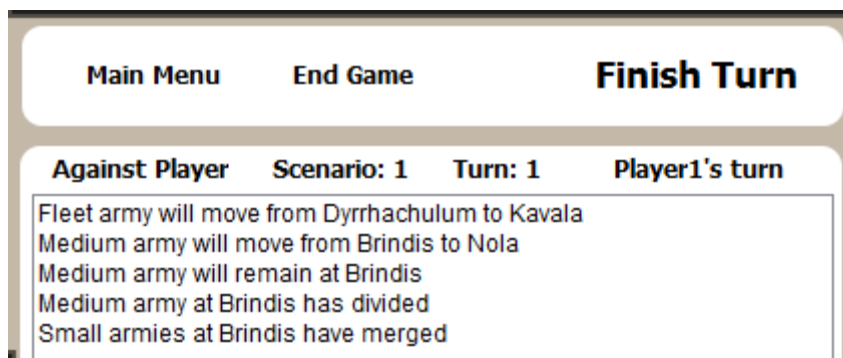 Main Menu End Game Finish Turn
Against Player Scenario: 1 Turn: 1 Player1's turn
Fleet army will move from Dyrrhachulum to Kavala
Medium army will move from Brindis to Nola
Medium army will remain at Brindis
Medium army at Brindis has divided
Small armies at Brindis have merged